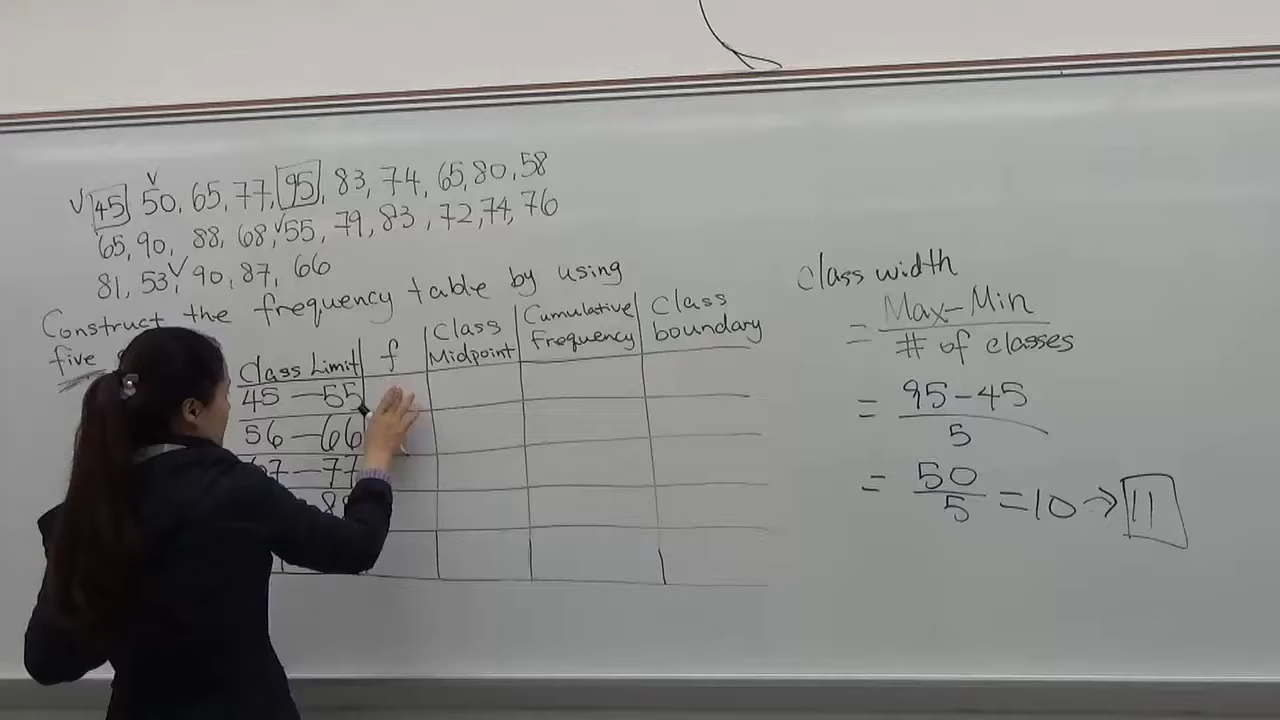 45 50, 65, 77, 95, 83, 74, 65, 80, 58
65, 90, 88, 68, 55, 79, 83, 72, 74, 76
81, 53, 90, 87, 66
Construct the frequency table by using
five
Class Limit f Class Midpoint Cumulative Frequency Class boundary
45 — 55
56 — 66
67 — 77
Class width
= Max - Min
# of classes
= 95 - 45
5
= 50
5
= 10 → 11